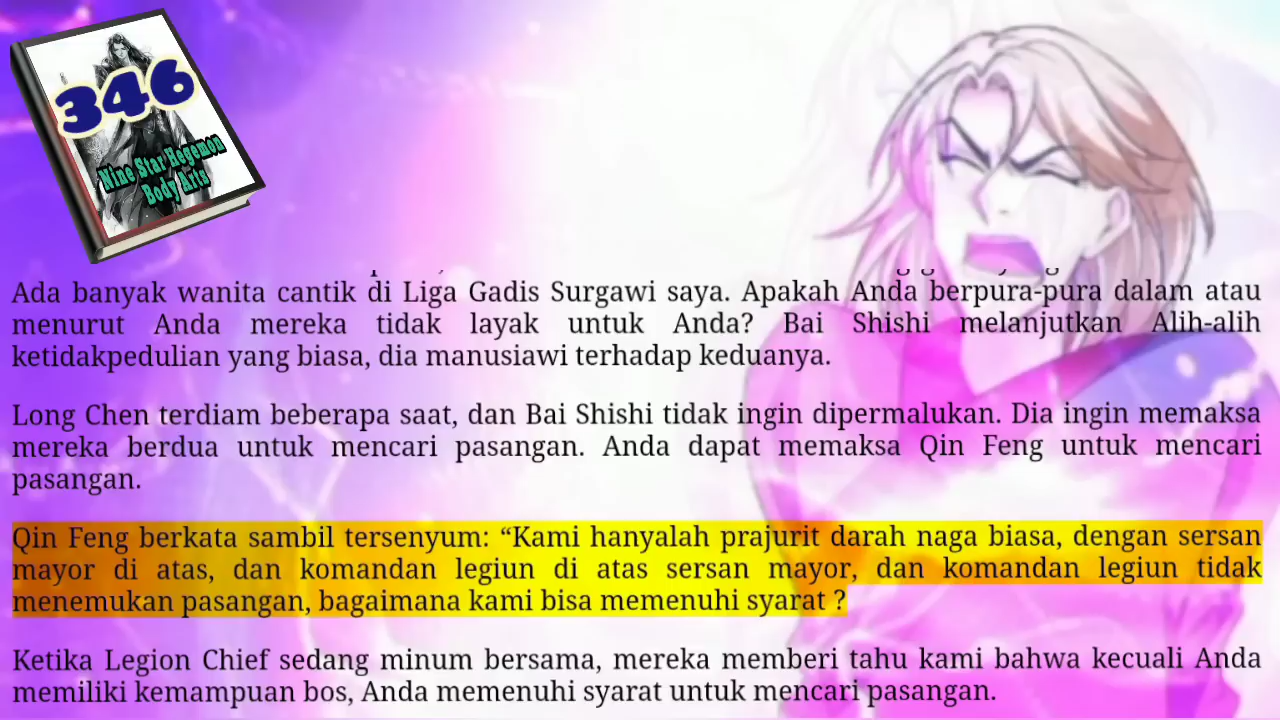 346
Nine Star Hegemon
Body Arts
Ada banyak wanita cantik di Liga Gadis Surgawi saya. Apakah Anda berpura-pura dalam atau
menurut Anda mereka tidak layak untuk Anda? Bai Shishi melanjutkan Alih-alih
ketidakpedulian yang biasa, dia manusiawi terhadap keduanya.
Long Chen terdiam beberapa saat, dan Bai Shishi tidak ingin dipermalukan. Dia ingin memaksa
mereka berdua untuk mencari pasangan. Anda dapat memaksa Qin Feng untuk mencari
pasangan.
Qin Feng berkata sambil tersenyum: “Kami hanyalah prajurit darah naga biasa, dengan sersan
mayor di atas, dan komandan legiun di atas sersan mayor, dan komandan legiun tidak
menemukan pasangan, bagaimana kami bisa memenuhi syarat ?
Ketika Legion Chief sedang minum bersama, mereka memberi tahu kami bahwa kecuali Anda
memiliki kemampuan bos, Anda memenuhi syarat untuk mencari pasangan.